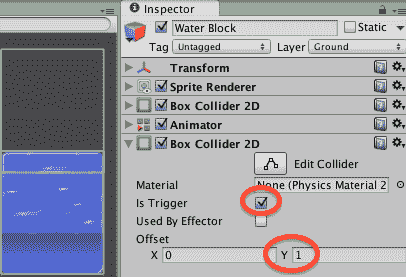 Inspector
Water Block
Static
Tag Untagged Layer Ground
Transform
Sprite Renderer
Box Collider 2D
Animator
Box Collider 2D
Edit Collider
Material None (Physics Material 2
Is Trigger
Used By Effector
Offset
X 0 Y 1